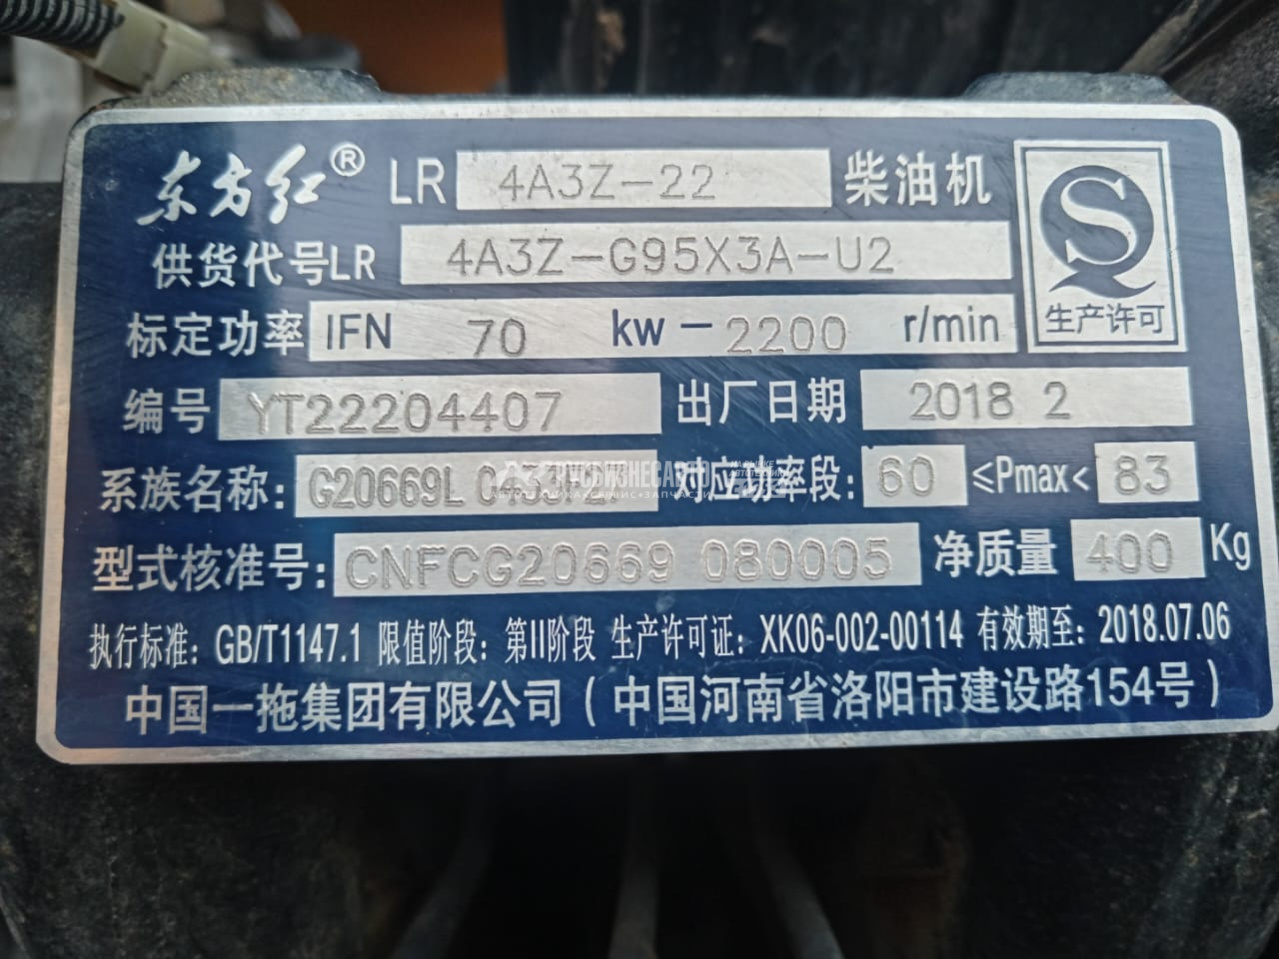 东方红® LR 4A3Z-22 柴油机
供货代号LR 4A3Z-G95X3A-U2
标定功率 IFN 70 kw-2200 r/min
S 生产许可
编号 YT22204407 出厂日期 2018 2
系族名称: G20669L 对应功率段: 60 ≤Pmax< 83
型式核准号: CNFCG20669 080005 净质量 400 Kg
执行标准: GB/T1147.1 限值阶段: 第II阶段 生产许可证: XK06-002-00114 有效期至: 2018.07.06
中国一拖集团有限公司(中国河南省洛阳市建设路154号)